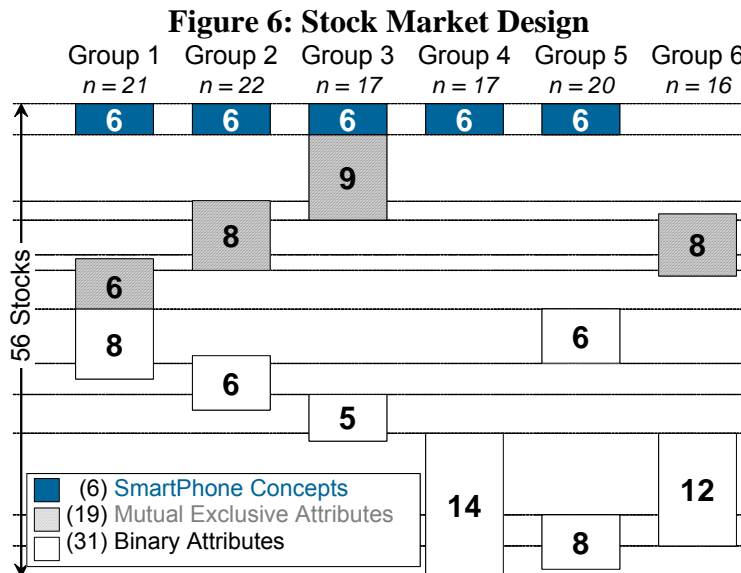 Figure 6: Stock Market Design
Group 1 Group 2 Group 3 Group 4 Group 5 Group 6
n = 21 n = 22 n = 17 n = 17 n = 20 n = 16
6 6 6 6 6
9
8 8
6
8 6
6
5
14 12
8
56 Stocks
(6) SmartPhone Concepts
(19) Mutual Exclusive Attributes
(31) Binary Attributes